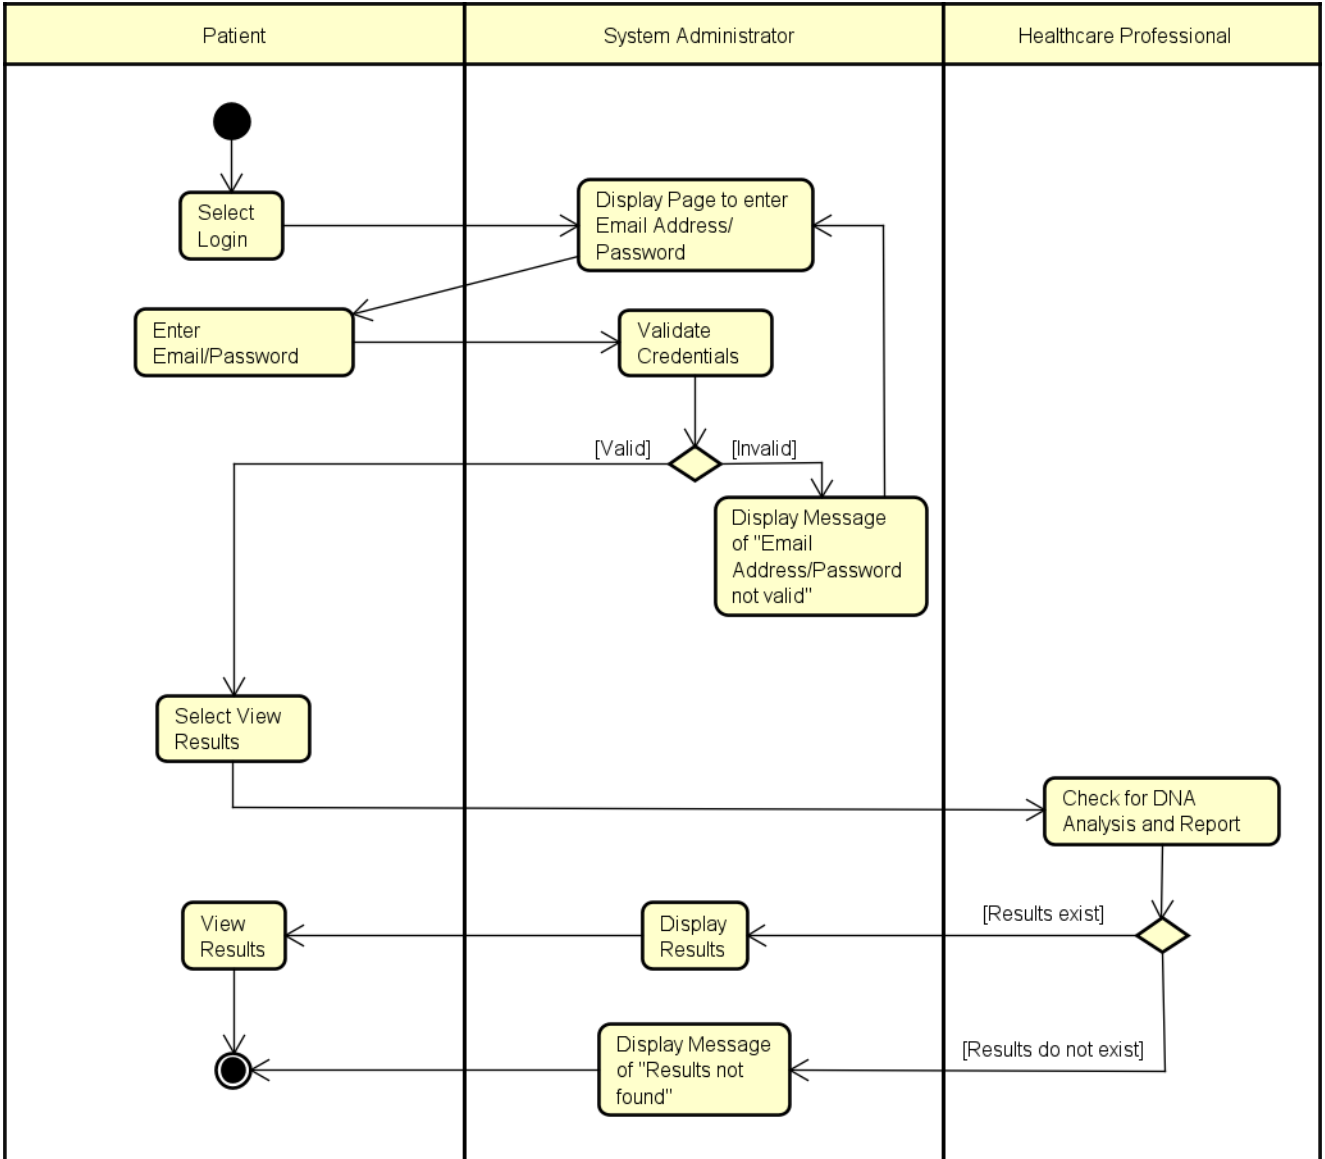 Patient
System Administrator
Healthcare Professional
Select
Login
Display Page to enter
Email Address/
Password
Enter
Email/Password
Validate
Credentials
[Valid]
[Invalid]
Display Message
of "Email
Address/Password
not valid"
Select View
Results
Check for DNA
Analysis and Report
[Results exist]
Display
Results
View
Results
[Results do not exist]
Display Message
of "Results not
found"